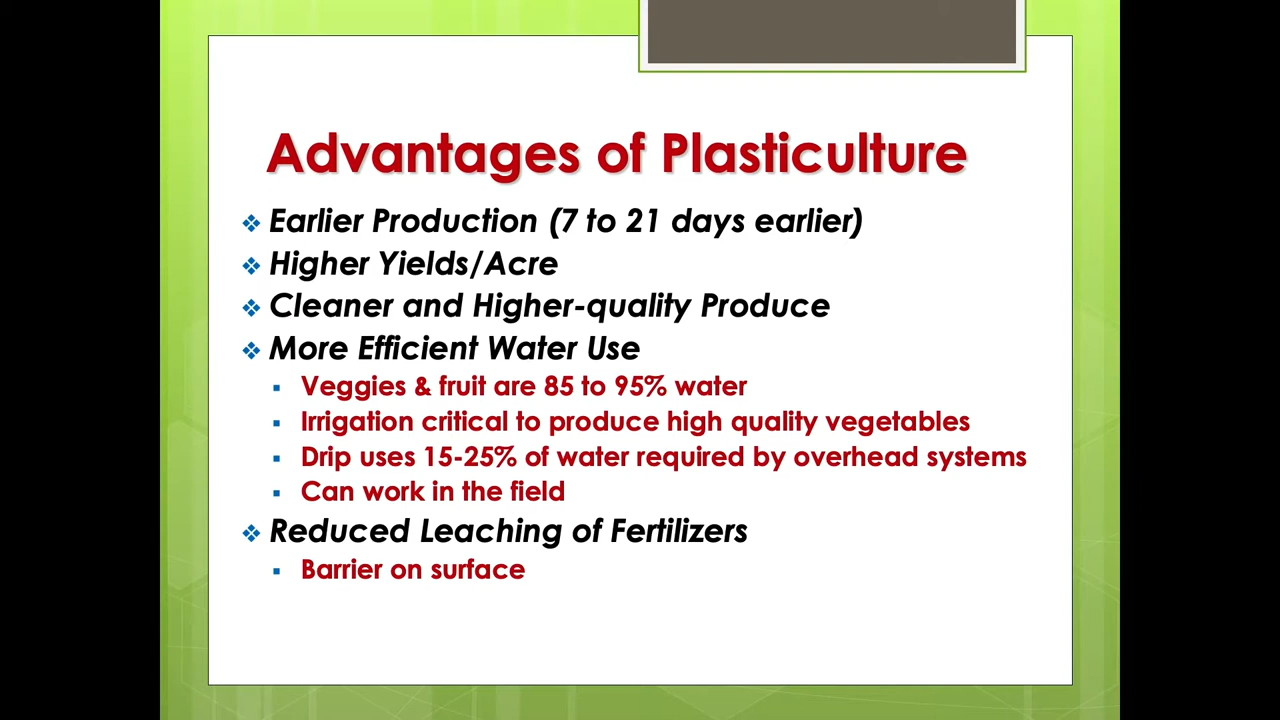 Advantages of Plasticulture
Earlier Production (7 to 21 days earlier)
Higher Yields/Acre
Cleaner and Higher-quality Produce
More Efficient Water Use
Veggies & fruit are 85 to 95% water
Irrigation critical to produce high quality vegetables
Drip uses 15-25% of water required by overhead systems
Can work in the field
Reduced Leaching of Fertilizers
Barrier on surface